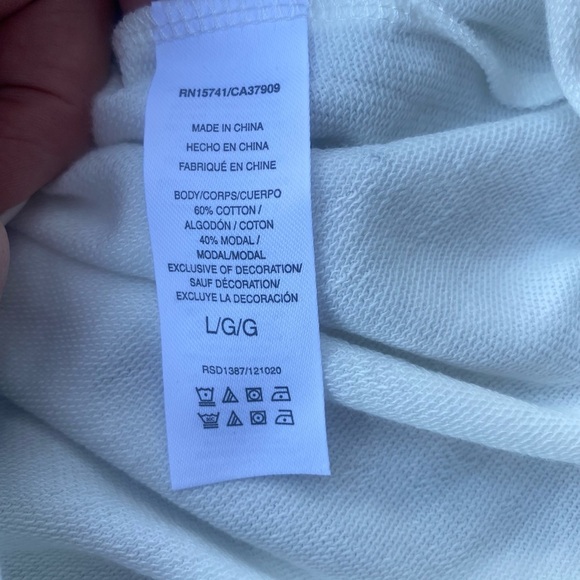 RN15741/CA37909
MADE IN CHINA
HECHO EN CHINA
FABRIQUÉ EN CHINE
BODY/CORPS/CUERPO
60% COTTON /
ALGODÓN / COTON
40% MODAL /
MODAL/MODAL
EXCLUSIVE OF DECORATION/
SAUF DÉCORATION/
EXCLUYE LA DECORACIÓN
L/G/G
RSD1387/121020